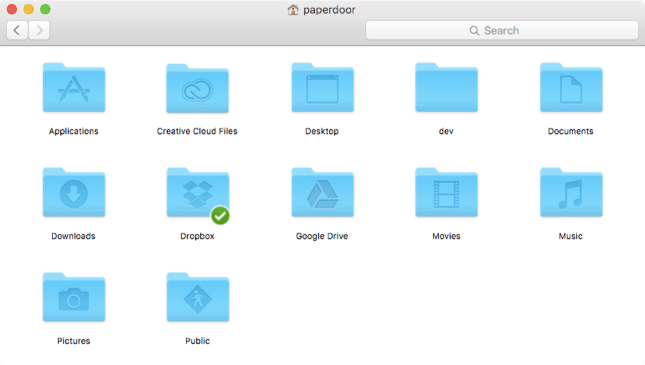 paperdoor
Search
Applications
Creative Cloud Files
Desktop
dev
Documents
Downloads
Dropbox
Google Drive
Movies
Music
Pictures
Public